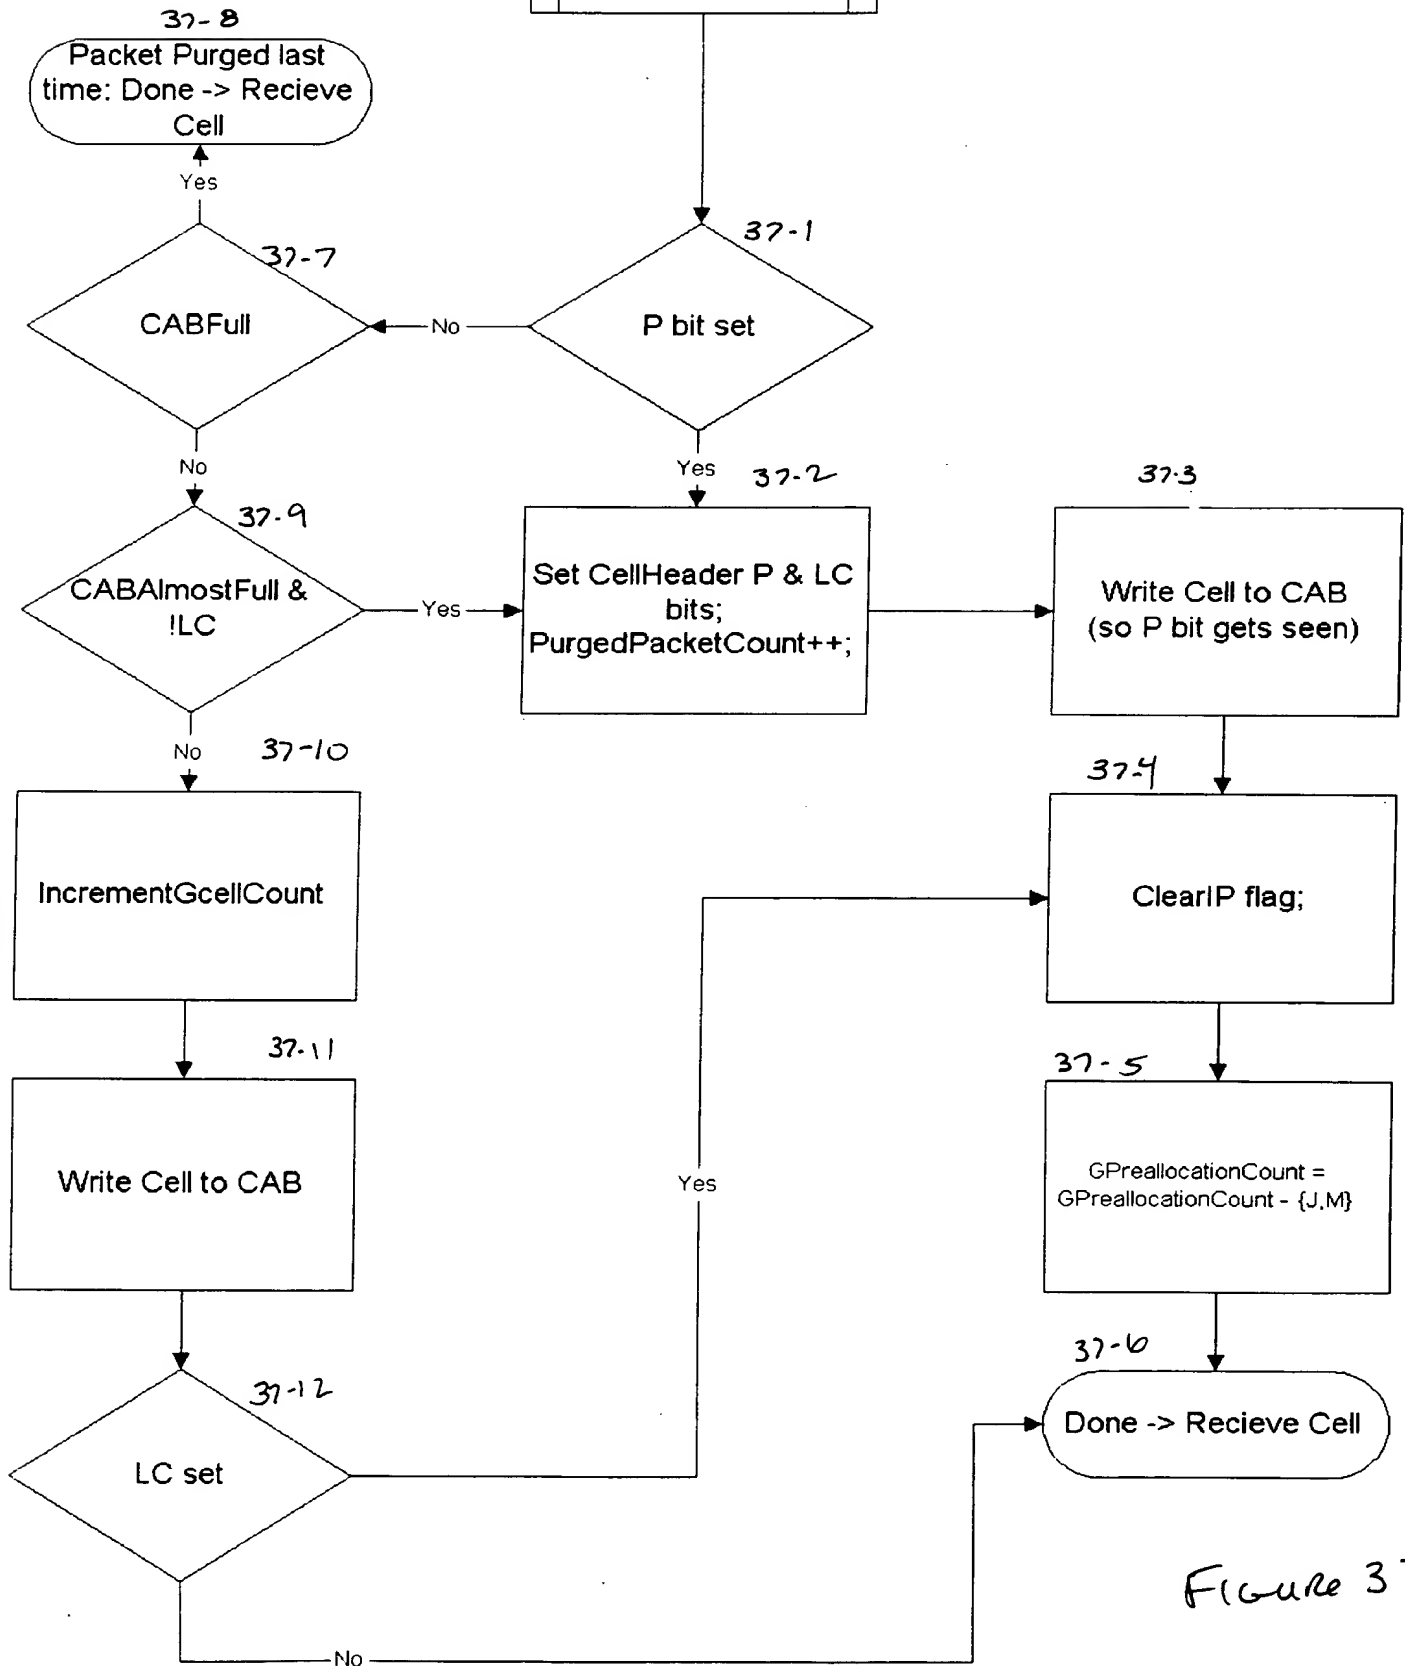 37-8
Packet Purged last
time: Done -> Recieve
Cell
Yes
37-7
CABFull
No
37-1
P bit set
No
Yes
37-9
CABAlmostFull &
!LC
Yes
37-2
Set CellHeader P & LC
bits;
PurgedPacketCount++;
37-3
Write Cell to CAB
(so P bit gets seen)
No
37-10
IncrementGcellCount
37-4
ClearIP flag;
37-11
Write Cell to CAB
Yes
37-5
GPreallocationCount =
GPreallocationCount - {J,M}
37-12
LC set
37-6
Done -> Recieve Cell
No
Figure 3